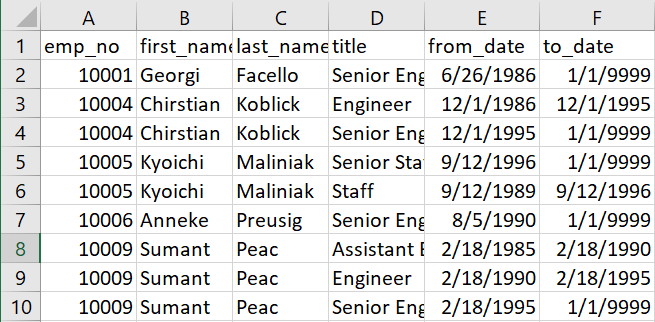 A B C D E F
1 emp_no first_name last_name title from_date to_date
2 10001 Georgi Facello Senior Eng 6/26/1986 1/1/9999
3 10004 Chirstian Koblick Engineer 12/1/1986 12/1/1995
4 10004 Chirstian Koblick Senior Eng 12/1/1995 1/1/9999
5 10005 Kyoichi Maliniak Senior Sta 9/12/1996 1/1/9999
6 10005 Kyoichi Maliniak Staff 9/12/1989 9/12/1996
7 10006 Anneke Preusig Senior Eng 8/5/1990 1/1/9999
8 10009 Sumant Peac Assistant E 2/18/1985 2/18/1990
9 10009 Sumant Peac Engineer 2/18/1990 2/18/1995
10 10009 Sumant Peac Senior Eng 2/18/1995 1/1/9999